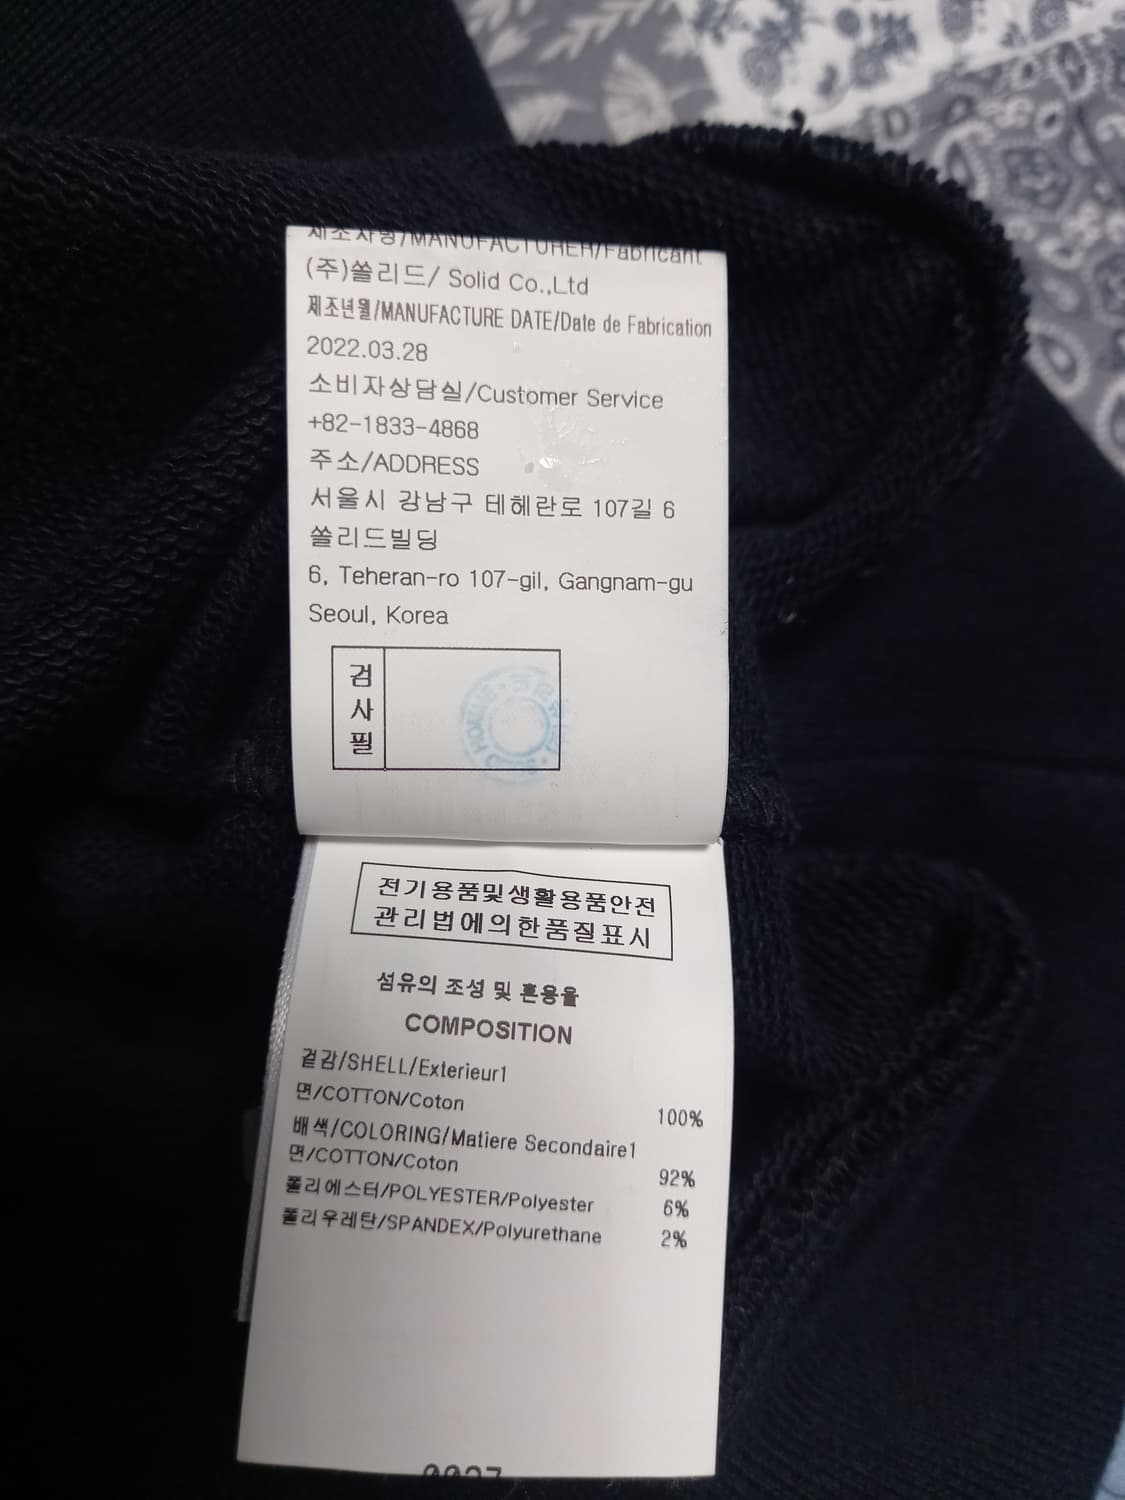 제조자명/MANUFACTURER/Fabricant
(주)쏠리드/ Solid Co.,Ltd
제조년월/MANUFACTURE DATE/Date de Fabrication
2022.03.28
소비자상담실/Customer Service
+82-1833-4868
주소/ADDRESS
서울시 강남구 테헤란로 107길 6
쏠리드빌딩
6, Teheran-ro 107-gil, Gangnam-gu
Seoul, Korea
검사필
전기용품및생활용품안전
관리법에의한품질표시
섬유의 조성 및 혼용율
COMPOSITION
겉감/SHELL/Exterieur1
면/COTTON/Coton 100%
배색/COLORING/Matiere Secondaire1
면/COTTON/Coton 92%
폴리에스터/POLYESTER/Polyester 6%
폴리우레탄/SPANDEX/Polyurethane 2%